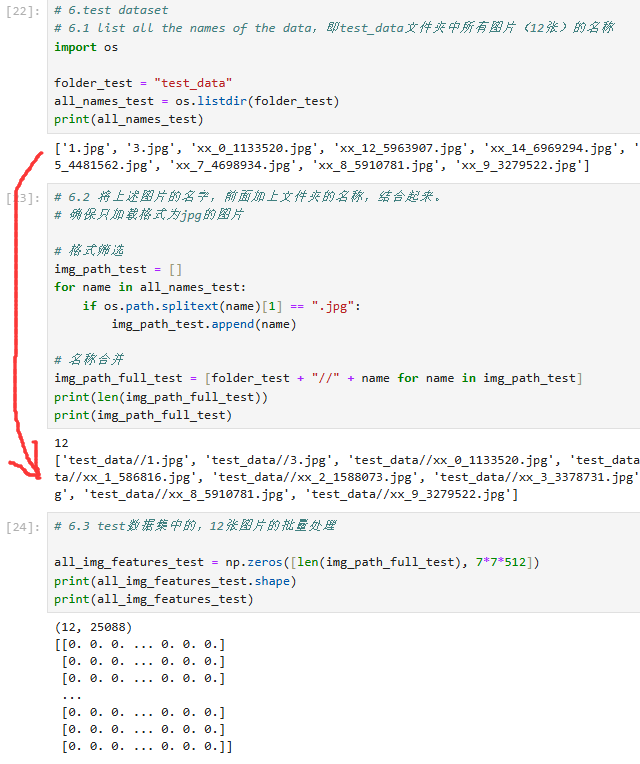 [22]:
# 6.test dataset
# 6.1 list all the names of the data，即test_data文件夹中所有图片（12张）的名称
import os
folder_test = "test_data"
all_names_test = os.listdir(folder_test)
print(all_names_test)
['1.jpg', '3.jpg', 'xx_0_1133520.jpg', 'xx_12_5963907.jpg', 'xx_14_6969294.jpg', '
5_4481562.jpg', 'xx_7_4698934.jpg', 'xx_8_5910781.jpg', 'xx_9_3279522.jpg']
[23]:
# 6.2 将上述图片的名字，前面加上文件夹的名称，结合起来。
# 确保只加载格式为jpg的图片
# 格式筛选
img_path_test = []
for name in all_names_test:
if os.path.splitext(name)[1] == ".jpg":
img_path_test.append(name)
# 名称合并
img_path_full_test = [folder_test + "//" + name for name in img_path_test]
print(len(img_path_full_test))
print(img_path_full_test)
12
['test_data//1.jpg', 'test_data//3.jpg', 'test_data//xx_0_1133520.jpg', 'test_data
ta//xx_1_586816.jpg', 'test_data//xx_2_1588073.jpg', 'test_data//xx_3_3378731.jpg'
g', 'test_data//xx_8_5910781.jpg', 'test_data//xx_9_3279522.jpg']
[24]:
# 6.3 test数据集中的，12张图片的批量处理
all_img_features_test = np.zeros([len(img_path_full_test), 7*7*512])
print(all_img_features_test.shape)
print(all_img_features_test)
(12, 25088)
[[0. 0. 0. ... 0. 0. 0.]
[0. 0. 0. ... 0. 0. 0.]
[0. 0. 0. ... 0. 0. 0.]
...
[0. 0. 0. ... 0. 0. 0.]
[0. 0. 0. ... 0. 0. 0.]
[0. 0. 0. ... 0. 0. 0.]]